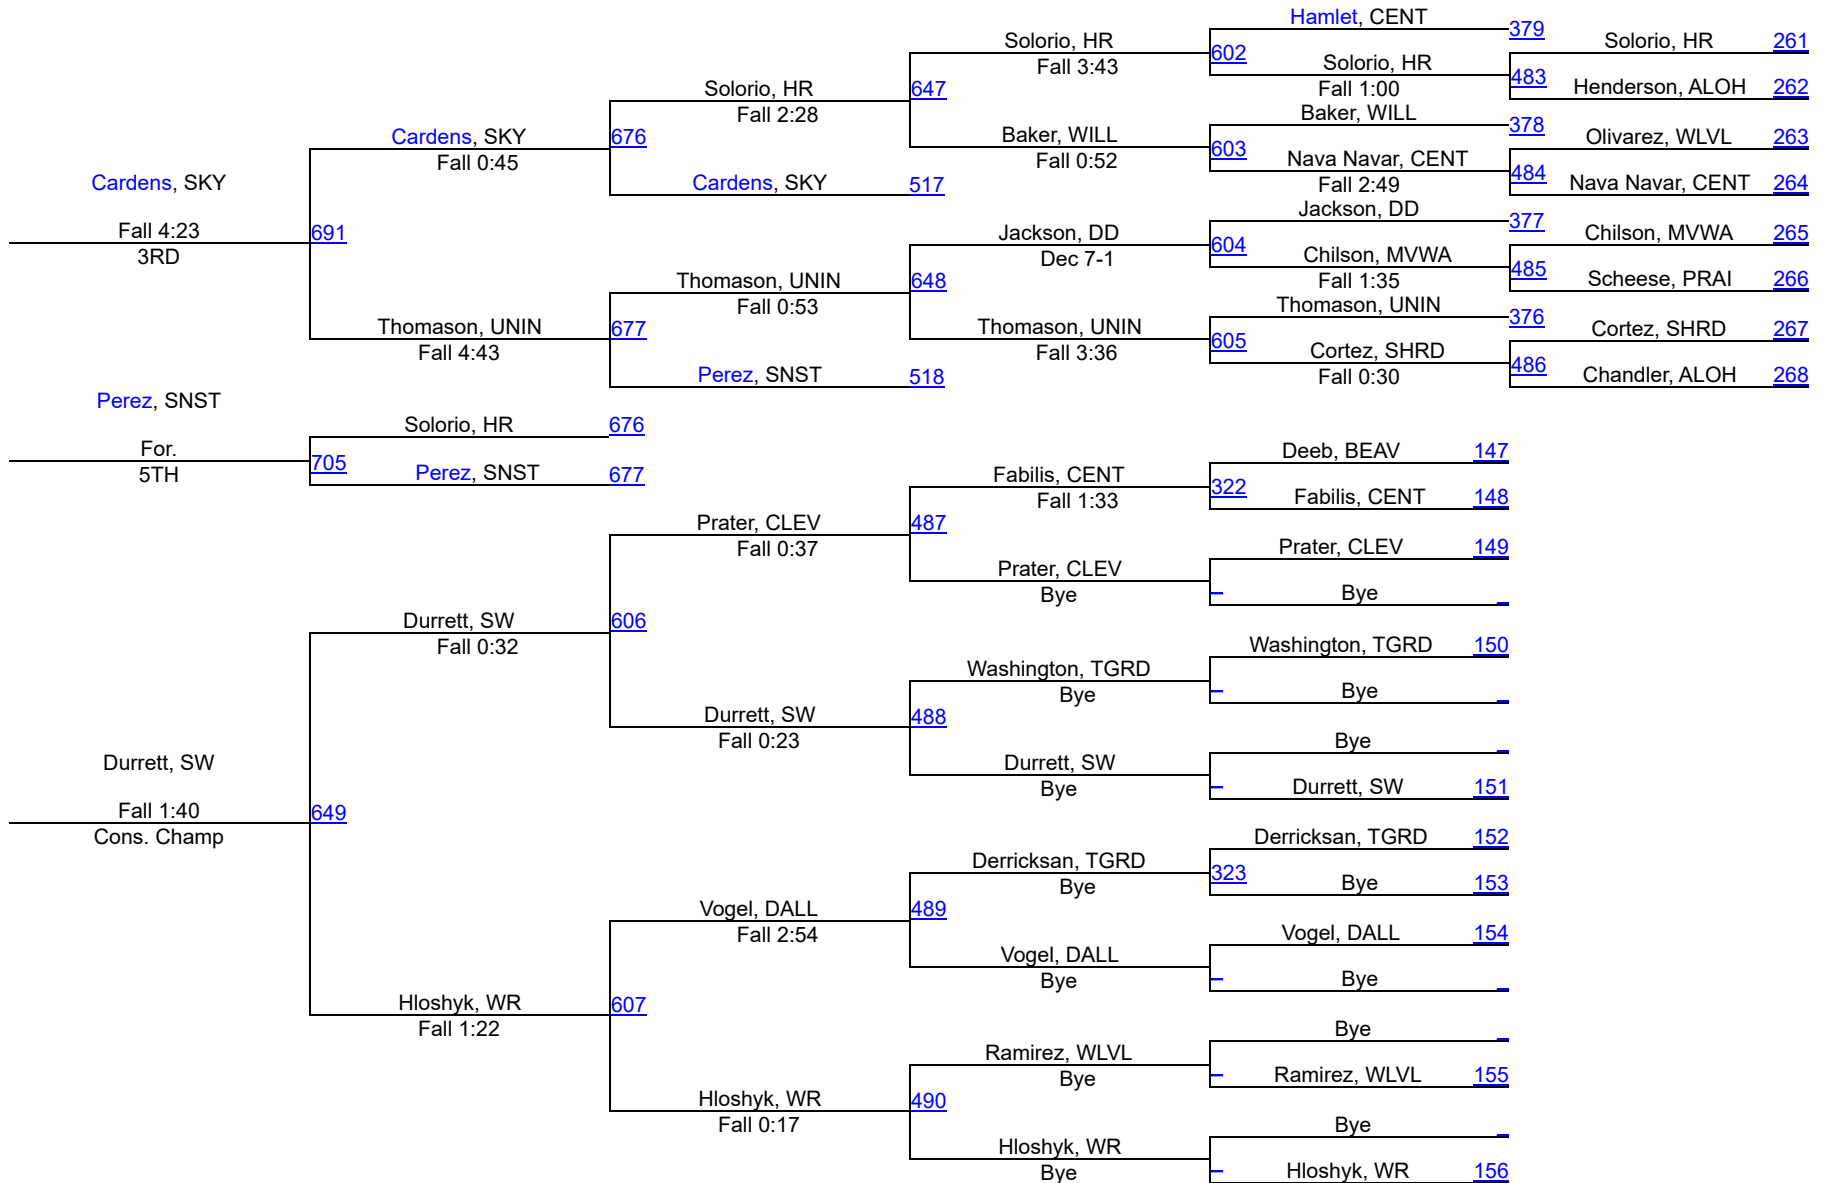 Hamlet, CENT
379
Solorio, HR 261
Solorio, HR
Fall 3:43
602
Solorio, HR
Fall 1:00
483
Henderson, ALOH 262
Solorio, HR
Fall 2:28
647
Baker, WILL
378
Olivarez, WLVL 263
Baker, WILL
Fall 0:52
603
Nava Navar, CENT
Fall 2:49
484
Nava Navar, CENT 264
Cardens, SKY
Fall 0:45
676
Cardens, SKY 517
Jackson, DD
377
Chilson, MVWA 265
Jackson, DD
Dec 7-1
604
Chilson, MVWA
Fall 1:35
485
Scheese, PRAI 266
Cardens, SKY
Fall 4:23
3RD
691
Thomason, UNIN
Fall 0:53
648
Thomason, UNIN
376
Cortez, SHRD 267
Thomason, UNIN
Fall 4:43
677
Thomason, UNIN
Fall 3:36
605
Cortez, SHRD
Fall 0:30
486
Chandler, ALOH 268
Perez, SNST 518
Perez, SNST
For.
5TH
705
Solorio, HR 676
Perez, SNST 677
Deeb, BEAV 147
Fabilis, CENT
Fall 1:33
322
Fabilis, CENT 148
Prater, CLEV
Fall 0:37
487
Prater, CLEV 149
Prater, CLEV
Bye
Bye
Durrett, SW
Fall 0:32
606
Washington, TGRD 150
Washington, TGRD
Bye
Bye
Durrett, SW
Fall 0:23
488
Bye
Durrett, SW
Bye
Durrett, SW 151
Durrett, SW
Fall 1:40
Cons. Champ
649
Derricksan, TGRD 152
Derricksan, TGRD
Bye
323
Bye 153
Vogel, DALL
Fall 2:54
489
Vogel, DALL 154
Vogel, DALL
Bye
Bye
Hloshyk, WR
Fall 1:22
607
Bye
Ramirez, WLVL
Bye
Ramirez, WLVL 155
Hloshyk, WR
Fall 0:17
490
Bye
Hloshyk, WR
Bye
Hloshyk, WR 156